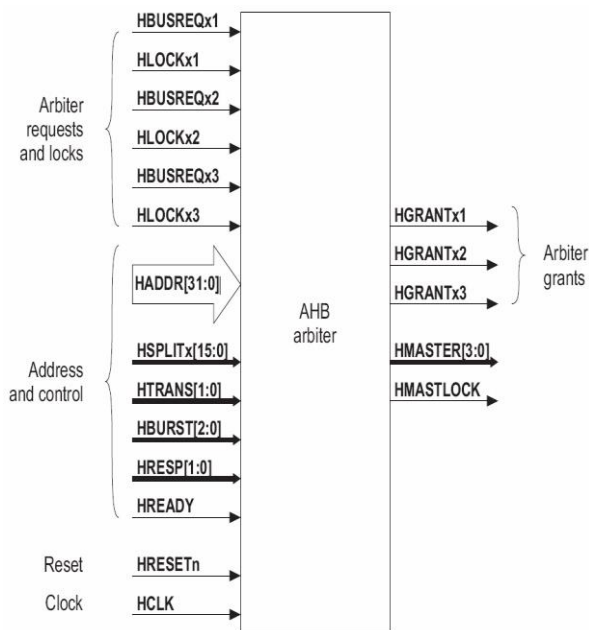 HBUSREQx1
HLOCKx1
HBUSREQx2
HLOCKx2
HBUSREQx3
HLOCKx3
Arbiter
requests
and locks
HADDR[31:0]
HSPLITx[15:0]
HTRANS[1:0]
HBURST[2:0]
HRESP[1:0]
HREADY
Address
and control
Reset
HRESETn
Clock
HCLK
AHB
arbiter
HGRANTx1
HGRANTx2
HGRANTx3
Arbiter
grants
HMASTER[3:0]
HMASTLOCK